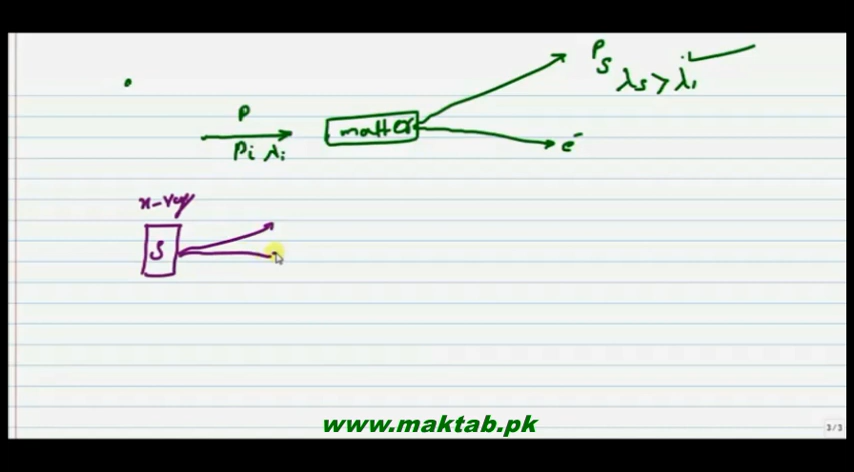 Ps
λs > λi
P
Pi λi
matter
e⁻
x-ray
S
www.maktab.pk
3/3